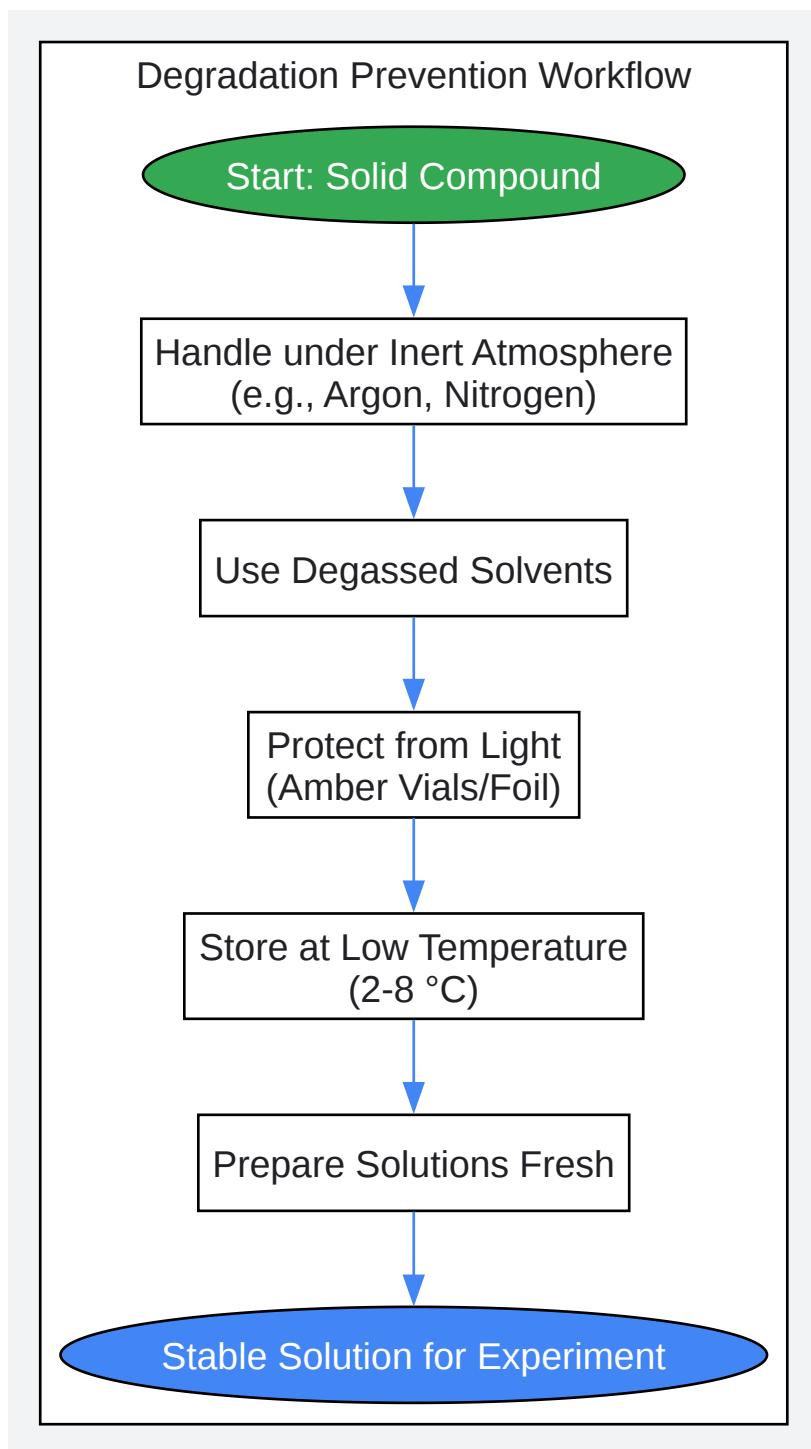 Degradation Prevention Workflow
Start: Solid Compound
Handle under Inert Atmosphere
(e.g., Argon, Nitrogen)
Use Degassed Solvents
Protect from Light
(Amber Vials/Foil)
Store at Low Temperature
(2-8 °C)
Prepare Solutions Fresh
Stable Solution for Experiment